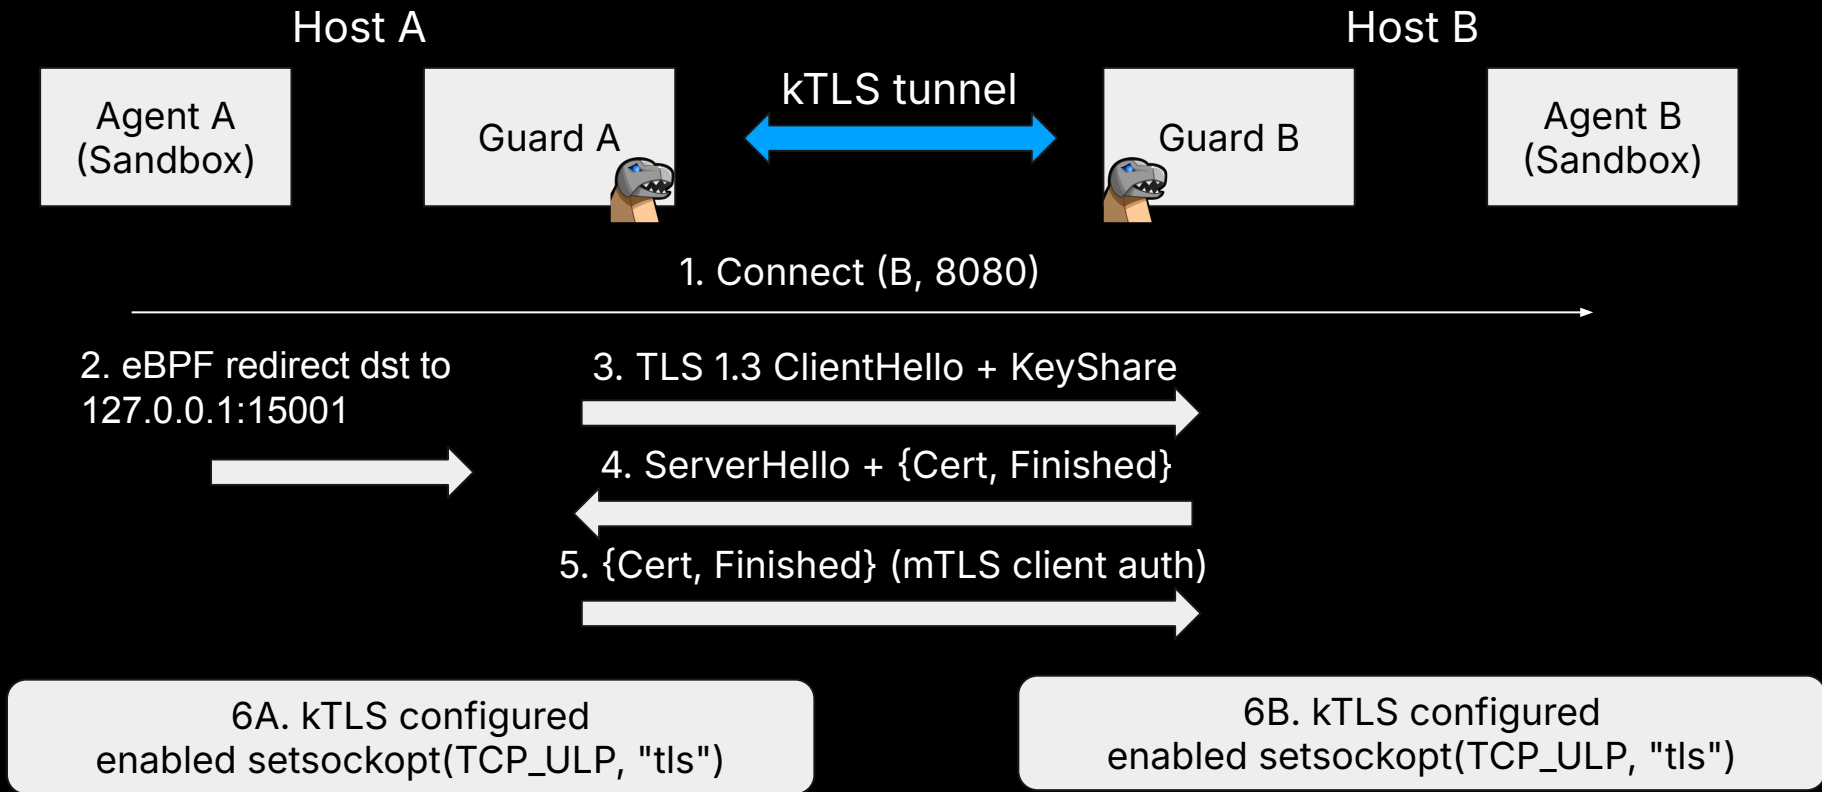 Host A
Host B
Agent A
(Sandbox)
Guard A
kTLS tunnel
Guard B
Agent B
(Sandbox)
1. Connect (B, 8080)
2. eBPF redirect dst to
127.0.0.1:15001
3. TLS 1.3 ClientHello + KeyShare
4. ServerHello + {Cert, Finished}
5. {Cert, Finished} (mTLS client auth)
6A. kTLS configured
enabled setsockopt(TCP_ULP, "tls")
6B. kTLS configured
enabled setsockopt(TCP_ULP, "tls")